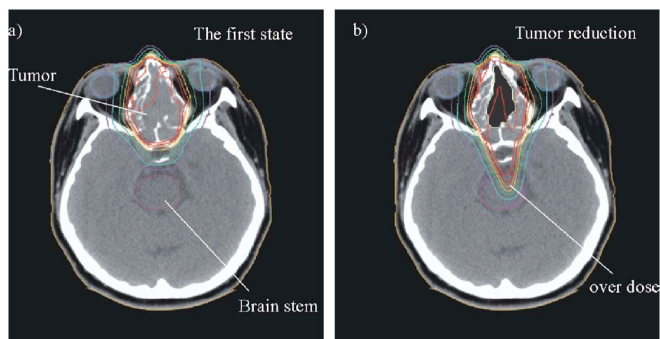 a)
The first state
Tumor
Brain stem
b)
Tumor reduction
over dose